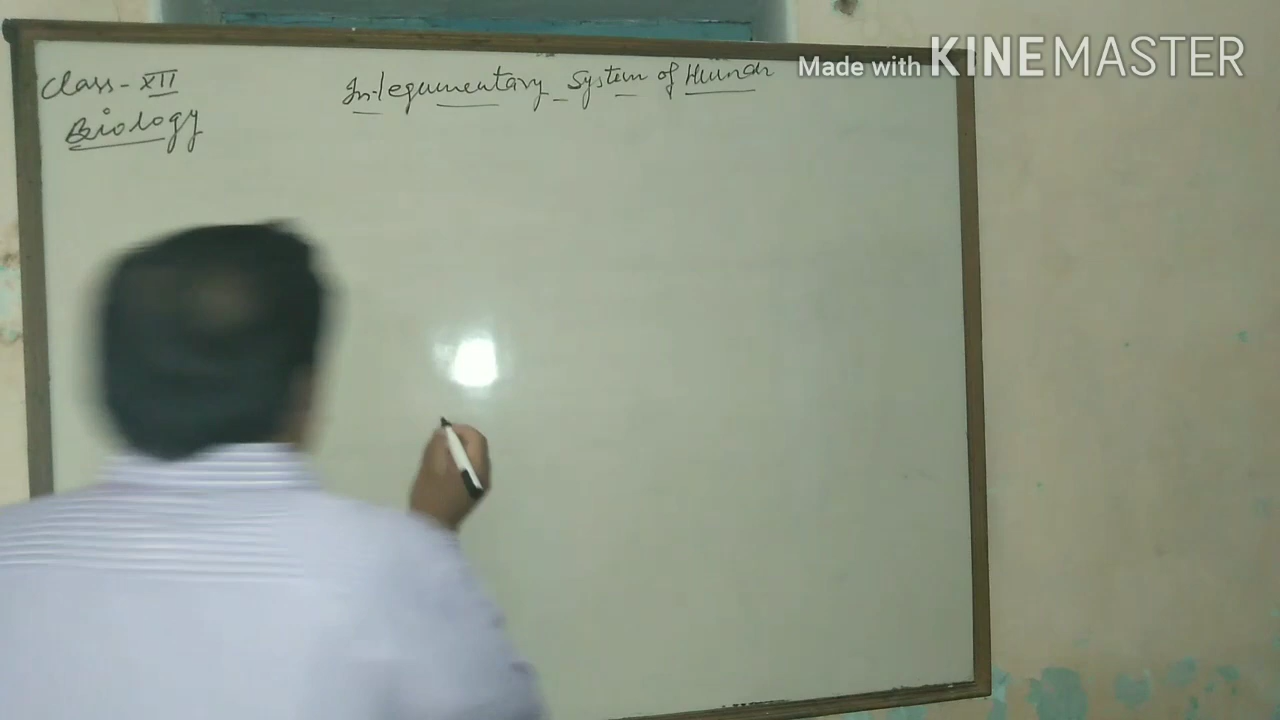 Class - XII
Integumentary System of Human
Biology
Made with KINEMASTER